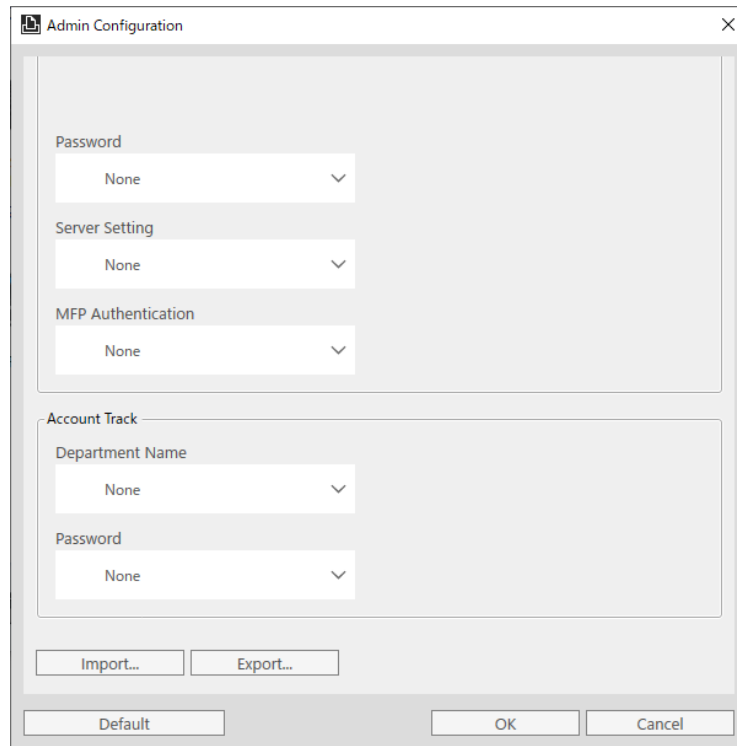 Admin Configuration
Password
None
Server Setting
None
MFP Authentication
None
Account Track
Department Name
None
Password
None
Import...
Export...
Default
OK
Cancel